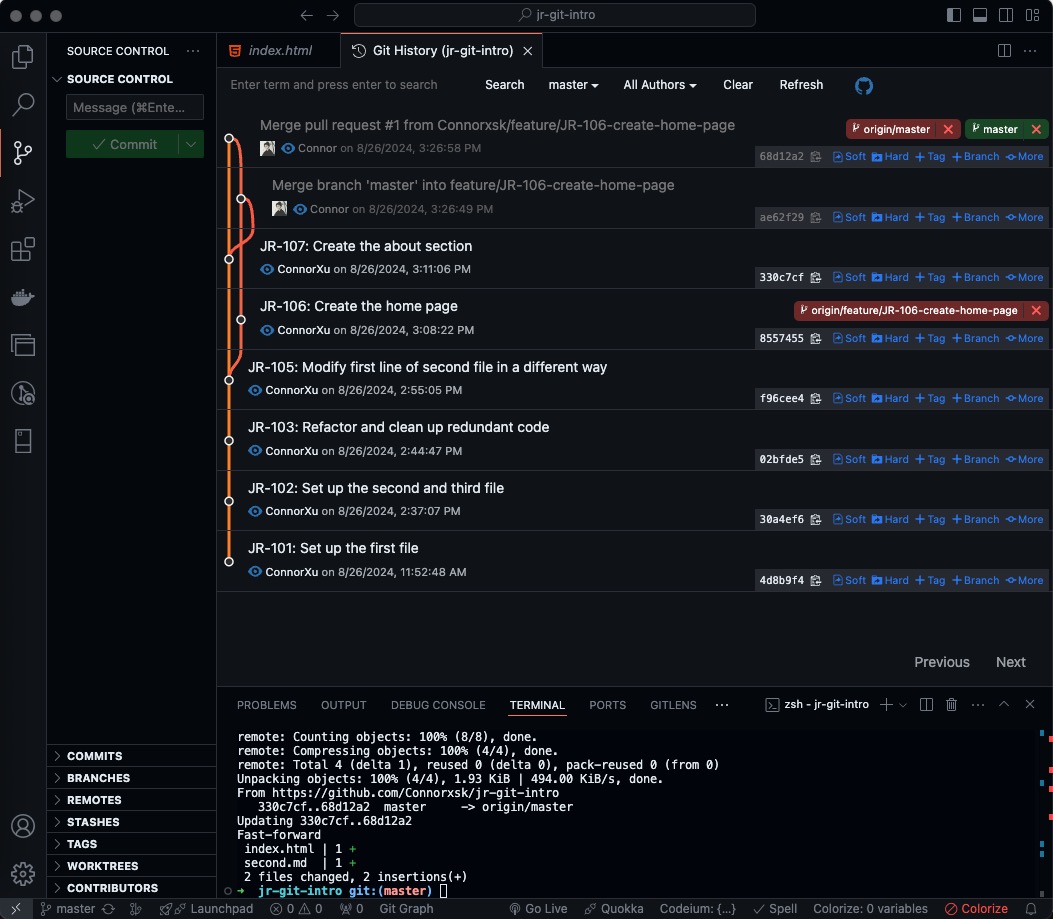 jr-git-intro
SOURCE CONTROL
SOURCE CONTROL
Message (⌘Ente...
Commit
index.html
Git History (jr-git-intro)
Enter term and press enter to search
Search
master
All Authors
Clear
Refresh
Merge pull request #1 from Connorxsk/feature/JR-106-create-home-page
origin/master
master
Connor on 8/26/2024, 3:26:58 PM
68d12a2 Soft Hard +Tag +Branch More
Merge branch 'master' into feature/JR-106-create-home-page
Connor on 8/26/2024, 3:26:49 PM
ae62f29 Soft Hard +Tag +Branch More
JR-107: Create the about section
ConnorXu on 8/26/2024, 3:11:06 PM
330c7cf Soft Hard +Tag +Branch More
JR-106: Create the home page
origin/feature/JR-106-create-home-page
ConnorXu on 8/26/2024, 3:08:22 PM
8557455 Soft Hard +Tag +Branch More
JR-105: Modify first line of second file in a different way
ConnorXu on 8/26/2024, 2:55:05 PM
f96cee4 Soft Hard +Tag +Branch More
JR-103: Refactor and clean up redundant code
ConnorXu on 8/26/2024, 2:44:47 PM
02bfde5 Soft Hard +Tag +Branch More
JR-102: Set up the second and third file
ConnorXu on 8/26/2024, 2:37:07 PM
30a4ef6 Soft Hard +Tag +Branch More
JR-101: Set up the first file
ConnorXu on 8/26/2024, 11:52:48 AM
4d8b9f4 Soft Hard +Tag +Branch More
Previous
Next
COMMITS
BRANCHES
REMOTES
STASHES
TAGS
WORKTREES
CONTRIBUTORS
PROBLEMS
OUTPUT
DEBUG CONSOLE
TERMINAL
PORTS
GITLENS
zsh - jr-git-intro
remote: Counting objects: 100% (8/8), done.
remote: Compressing objects: 100% (4/4), done.
remote: Total 4 (delta 1), reused 0 (delta 0), pack-reused 0 (from 0)
Unpacking objects: 100% (4/4), 1.93 KiB | 494.00 KiB/s, done.
From https://github.com/Connorxsk/jr-git-intro
330c7cf..68d12a2 master -> origin/master
Updating 330c7cf..68d12a2
Fast-forward
index.html | 1 +
second.md | 1 +
2 files changed, 2 insertions(+)
➜ jr-git-intro git:(master)
master
Launchpad
0
0
0
Git Graph
Go Live
Quokka
Codeium: {...}
Spell
Colorize: 0 variables
Colorize